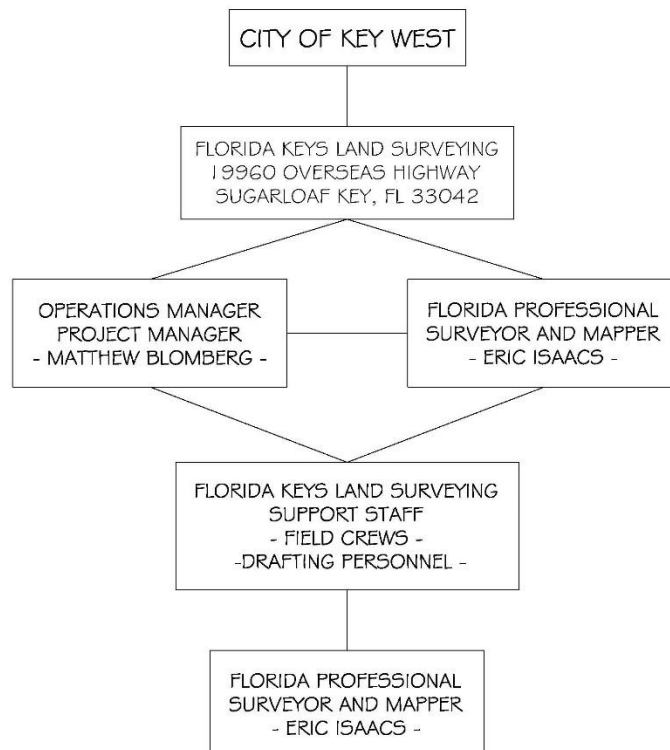 CITY OF KEY WEST
FLORIDA KEYS LAND SURVEYING
19960 OVERSEAS HIGHWAY
SUGARLOAF KEY, FL 33042
OPERATIONS MANAGER
PROJECT MANAGER
- MATTHEW BLOMBERG -
FLORIDA PROFESSIONAL
SURVEYOR AND MAPPER
- ERIC ISAACS -
FLORIDA KEYS LAND SURVEYING
SUPPORT STAFF
- FIELD CREWS -
-DRAFTING PERSONNEL -
FLORIDA PROFESSIONAL
SURVEYOR AND MAPPER
- ERIC ISAACS -